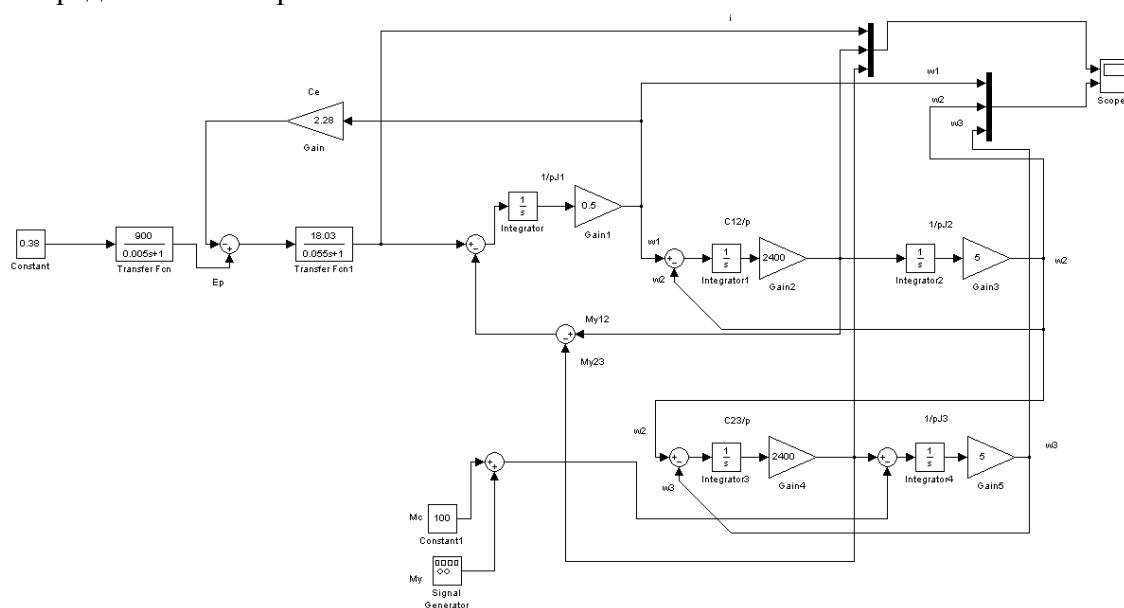 i
w1
w2
w3
Scope
Ce
2.28
Gain
1/pJ1
1
s
Integrator
0.5
Gain1
0.38
Constant
900
0.005s+1
Transfer Fcn
Ep
18.03
0.055s+1
Transfer Fcn1
w1
w2
C12/p
1
s
Integrator1
2400
Gain2
1/pJ2
1
s
Integrator2
5
Gain3
w2
My12
My23
w2
w3
C23/p
1
s
Integrator3
2400
Gain4
1/pJ3
1
s
Integrator4
5
Gain5
w3
Mc
100
Constant1
My
Signal
Generator